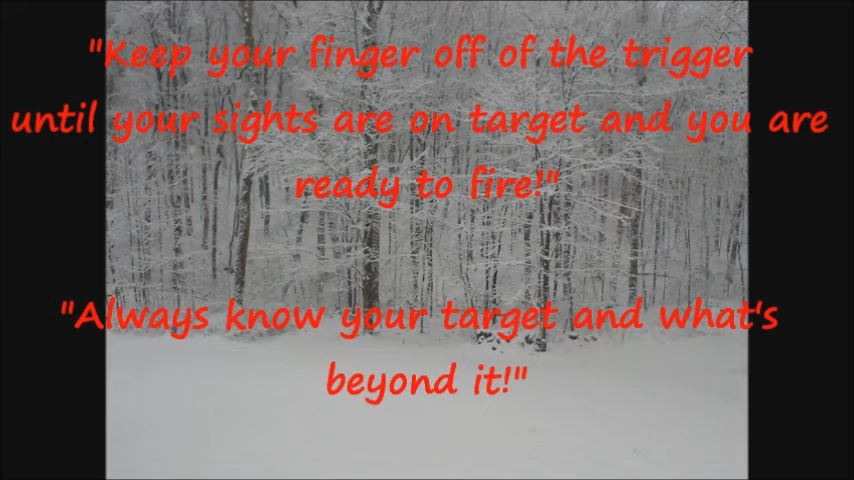 "Keep your finger off of the trigger
until your sights are on target and you are
ready to fire!"
"Always know your target and what's
beyond it!"